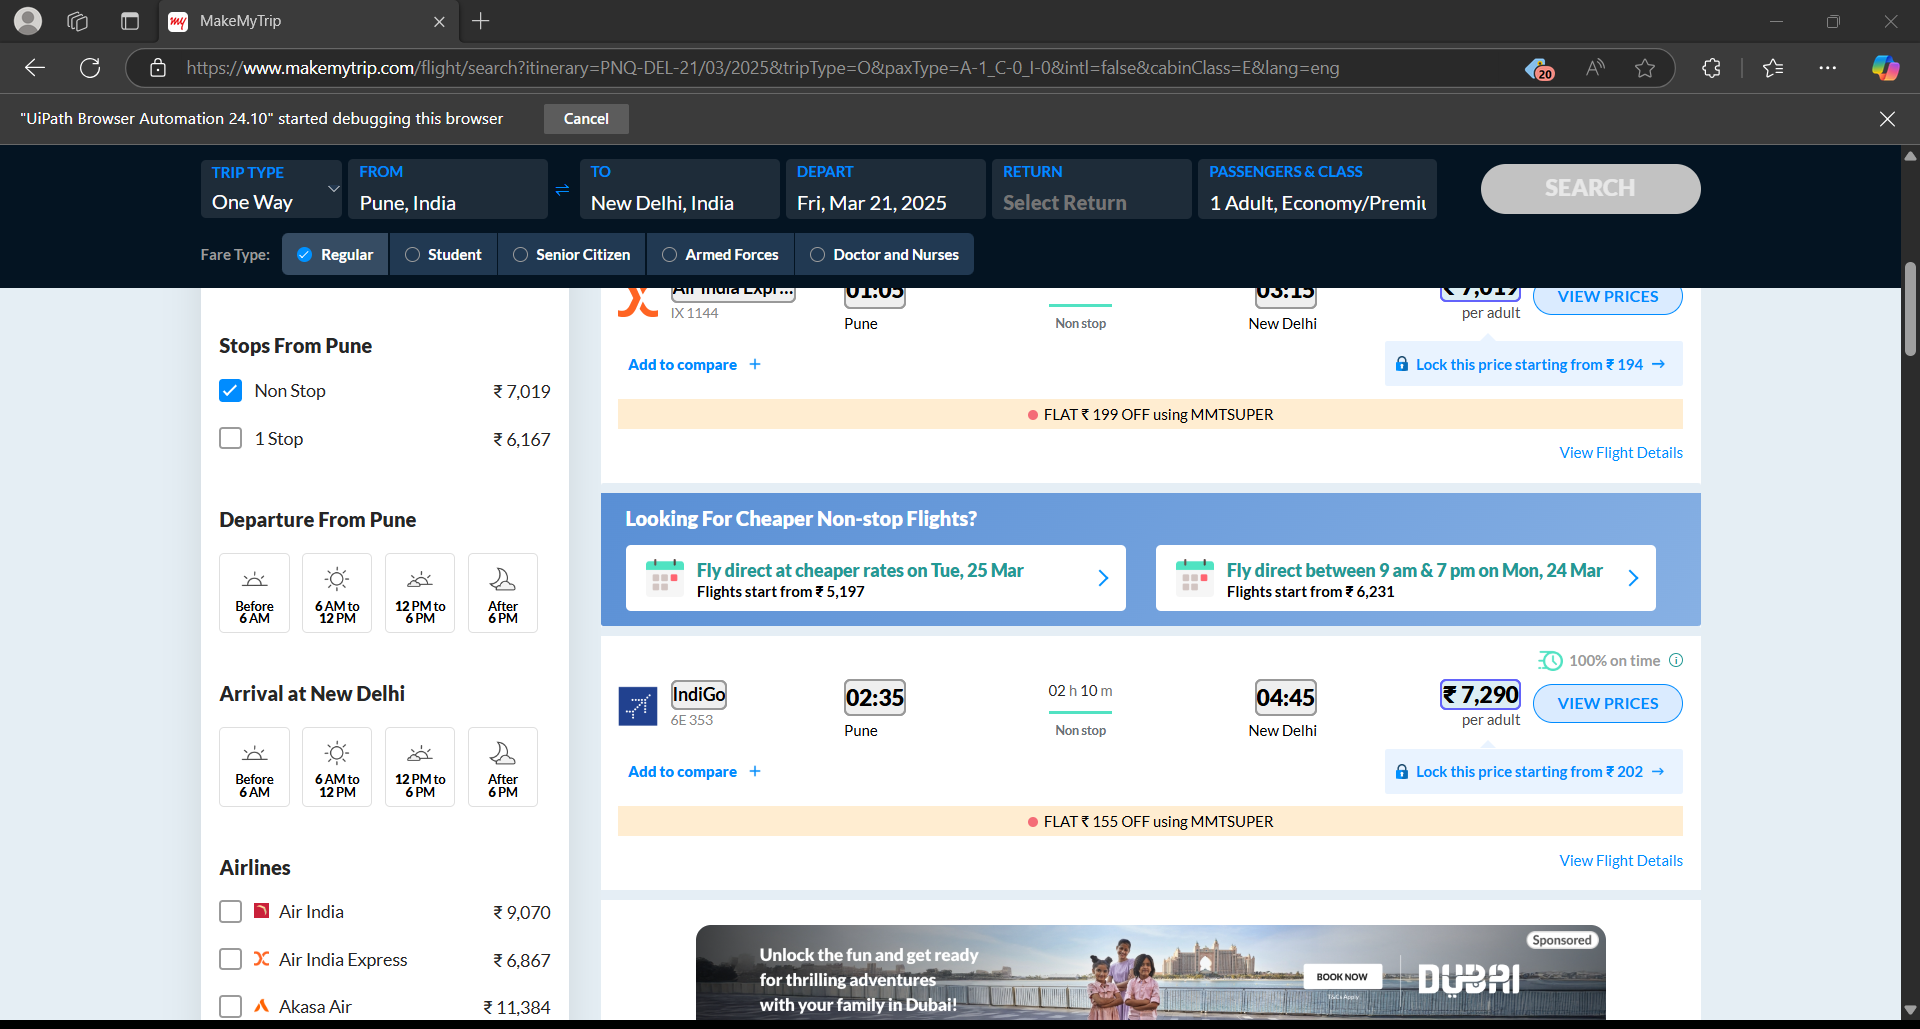 my MakeMyTrip
https://www.makemytrip.com/flight/search?itinerary=PNQ-DEL-21/03/2025&tripType=O&paxType=A-1_C-0_I-0&intl=false&cabinClass=E&lang=eng
20
"UiPath Browser Automation 24.10" started debugging this browser
Cancel
TRIP TYPE
One Way
FROM
Pune, India
TO
New Delhi, India
DEPART
Fri, Mar 21, 2025
RETURN
Select Return
PASSENGERS & CLASS
1 Adult, Economy/Premiu
SEARCH
Fare Type:
Regular
Student
Senior Citizen
Armed Forces
Doctor and Nurses
Stops From Pune
Non Stop ₹ 7,019
1 Stop ₹ 6,167
Departure From Pune
Before
6 AM
6 AM to
12 PM
12 PM to
6 PM
After
6 PM
Arrival at New Delhi
Before
6 AM
6 AM to
12 PM
12 PM to
6 PM
After
6 PM
Airlines
Air India ₹ 9,070
Air India Express ₹ 6,867
Akasa Air ₹ 11,384
Air India Expr...
IX 1144
01:05
Pune
Non stop
03:15
New Delhi
₹ 7,019
per adult
VIEW PRICES
Add to compare +
Lock this price starting from ₹ 194 →
FLAT ₹ 199 OFF using MMTSUPER
View Flight Details
Looking For Cheaper Non-stop Flights?
Fly direct at cheaper rates on Tue, 25 Mar
Flights start from ₹ 5,197
Fly direct between 9 am & 7 pm on Mon, 24 Mar
Flights start from ₹ 6,231
100% on time
IndiGo
6E 353
02:35
Pune
02 h 10 m
Non stop
04:45
New Delhi
₹ 7,290
per adult
VIEW PRICES
Add to compare +
Lock this price starting from ₹ 202 →
FLAT ₹ 155 OFF using MMTSUPER
View Flight Details
Unlock the fun and get ready
for thrilling adventures
with your family in Dubai!
Sponsored
BOOK NOW
T&Cs Apply
DUBAI